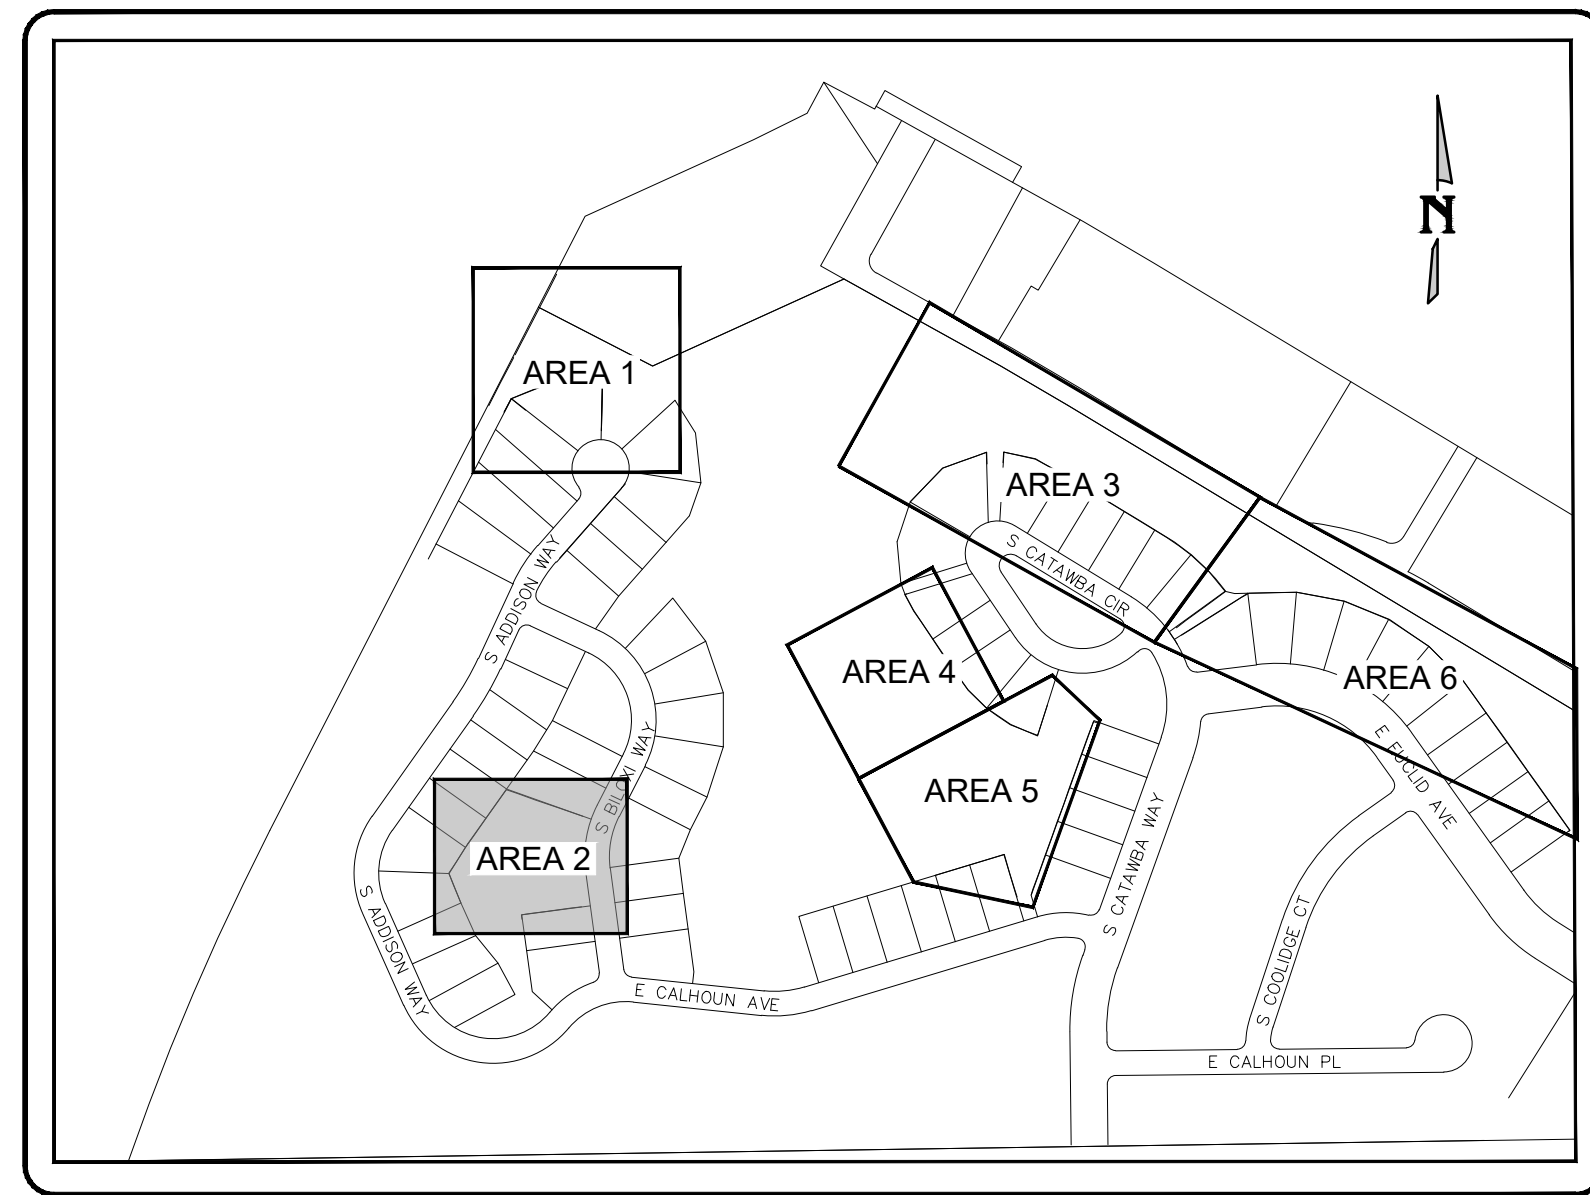 N
AREA 1
AREA 3
S CATAWBA CIR
S ADDISON WAY
AREA 4
AREA 6
S BILOXI WAY
E EUCLID AVE
AREA 5
AREA 2
S CATAWBA WAY
S ADDISON WAY
S COOLIDGE CT
E CALHOUN AVE
E CALHOUN PL